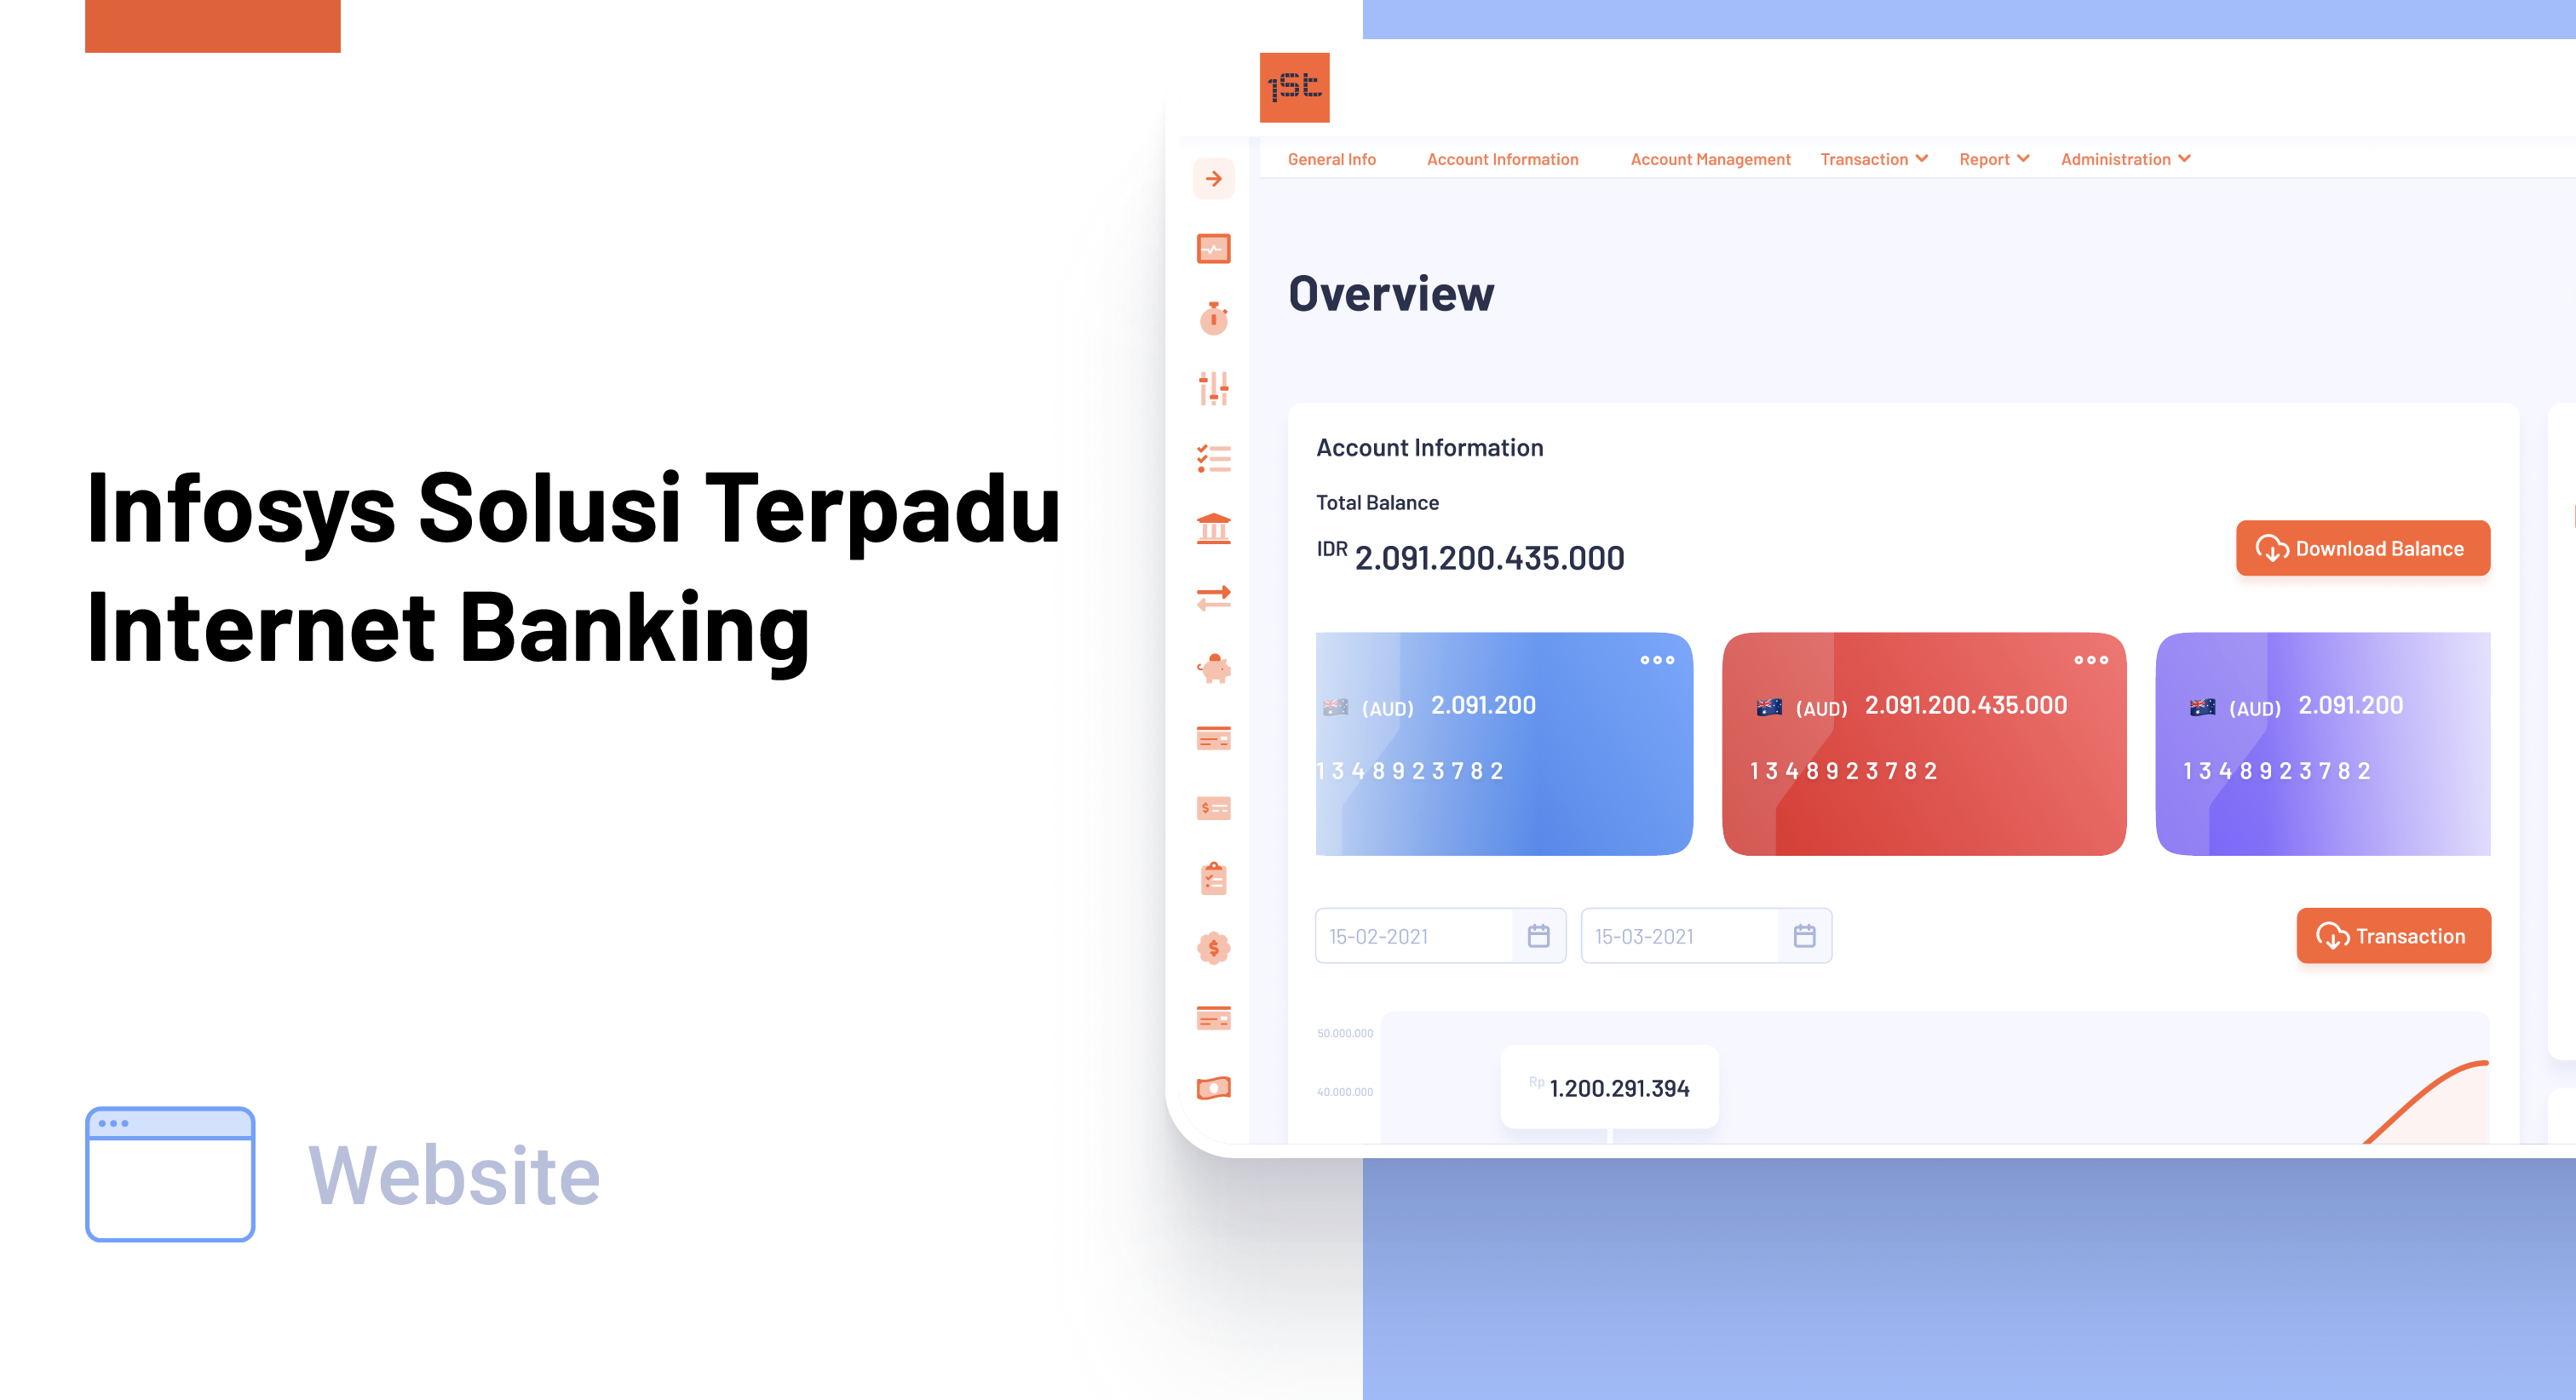 Infosys Solusi Terpadu
Internet Banking
Website
1St
General Info Account Information Account Management Transaction Report Administration
Overview
Account Information
Total Balance
IDR 2.091.200.435.000
Download Balance
(AUD) 2.091.200
1 3 4 8 9 2 3 7 8 2
(AUD) 2.091.200.435.000
1 3 4 8 9 2 3 7 8 2
(AUD) 2.091.200
1 3 4 8 9 2 3 7 8 2
15-02-2021
15-03-2021
Transaction
50.000.000
40.000.000
Rp 1.200.291.394